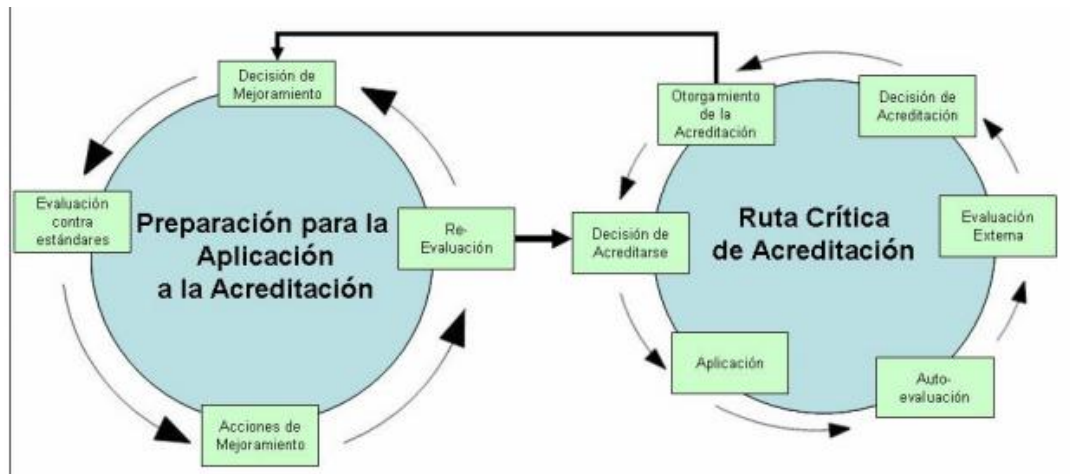 Decisión de
Mejoramiento
Evaluación
contra
estándares
Preparación para la
Aplicación
a la Acreditación
Re-
Evaluación
Acciones de
Mejoramiento
Otorgamiento
de la
Acreditación
Decisión de
Acreditación
Decisión de
Acreditarse
Ruta Crítica
de Acreditación
Evaluación
Externa
Aplicación
Auto-
evaluación